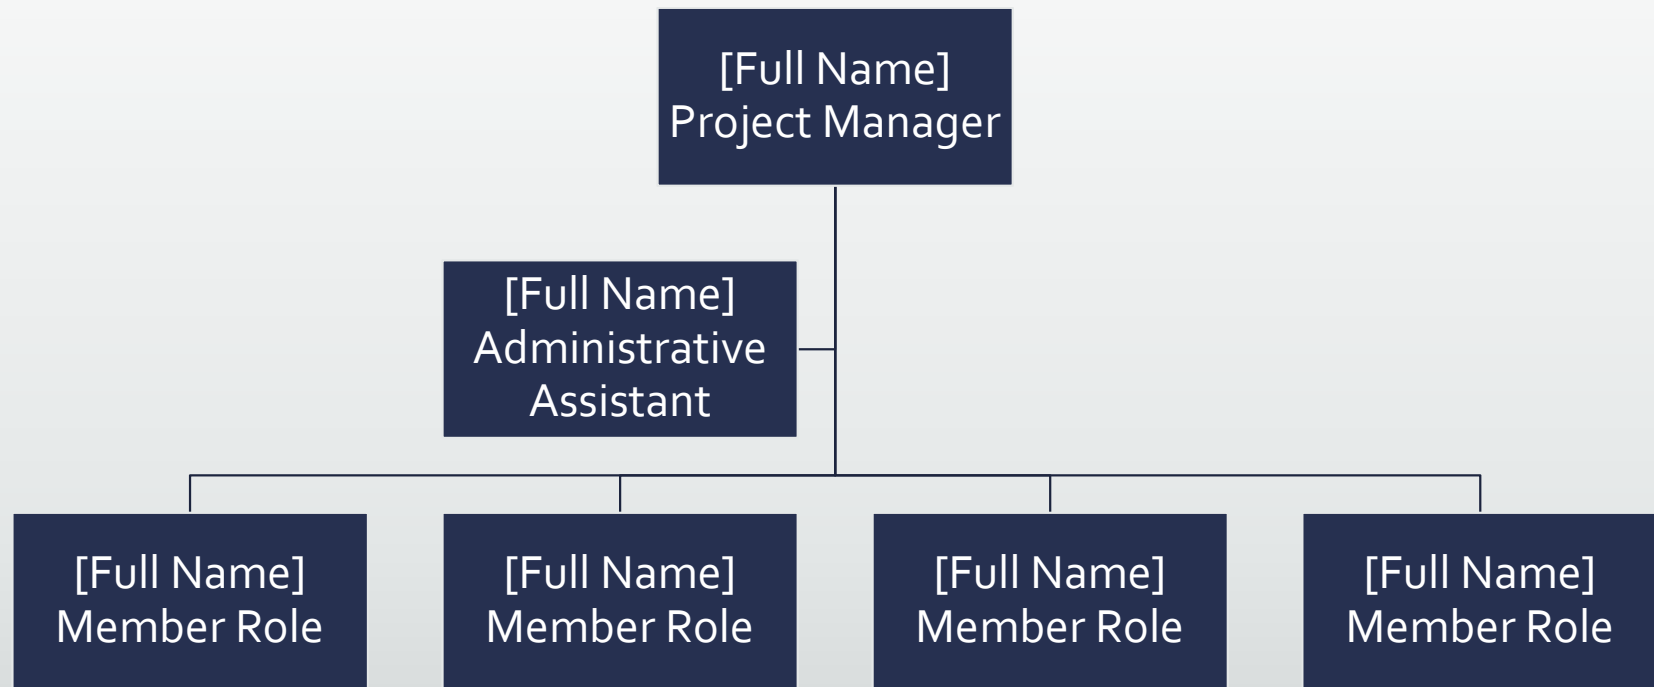 [Full Name]
Project Manager
[Full Name]
Administrative
Assistant
[Full Name]
Member Role
[Full Name]
Member Role
[Full Name]
Member Role
[Full Name]
Member Role